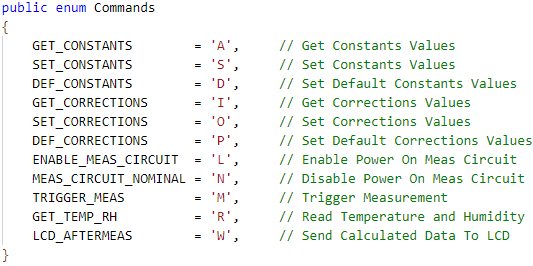 public enum Commands
{
    GET_CONSTANTS        = 'A',     // Get Constants Values
    SET_CONSTANTS        = 'S',     // Set Constants Values
    DEF_CONSTANTS        = 'D',     // Set Default Constants Values
    GET_CORRECTIONS      = 'I',     // Get Corrections Values
    SET_CORRECTIONS      = 'O',     // Set Corrections Values
    DEF_CORRECTIONS      = 'P',     // Set Default Corrections Values
    ENABLE_MEAS_CIRCUIT  = 'L',     // Enable Power On Meas Circuit
    MEAS_CIRCUIT_NOMINAL = 'N',     // Disable Power On Meas Circuit
    TRIGGER_MEAS         = 'M',     // Trigger Measurement
    GET_TEMP_RH          = 'R',     // Read Temperature and Humidity
    LCD_AFTERMEAS        = 'W',     // Send Calculated Data To LCD
}